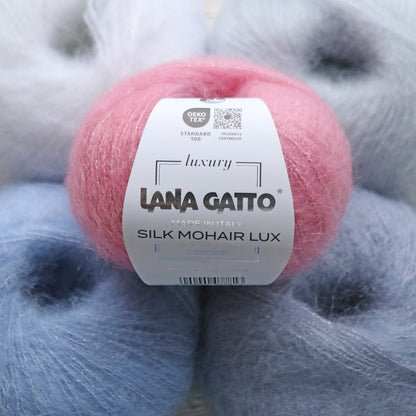 OEKO
TEX®
STANDARD
100
luxury
LANA GATTO®
MADE IN ITALY
SILK MOHAIR LUX